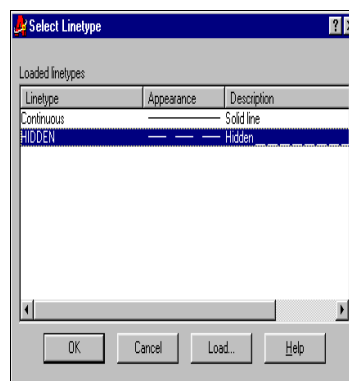 Select Linetype
Loaded linetypes
Linetype Appearance Description
Continuous Solid line
HIDDEN Hidden
OK Cancel Load... Help